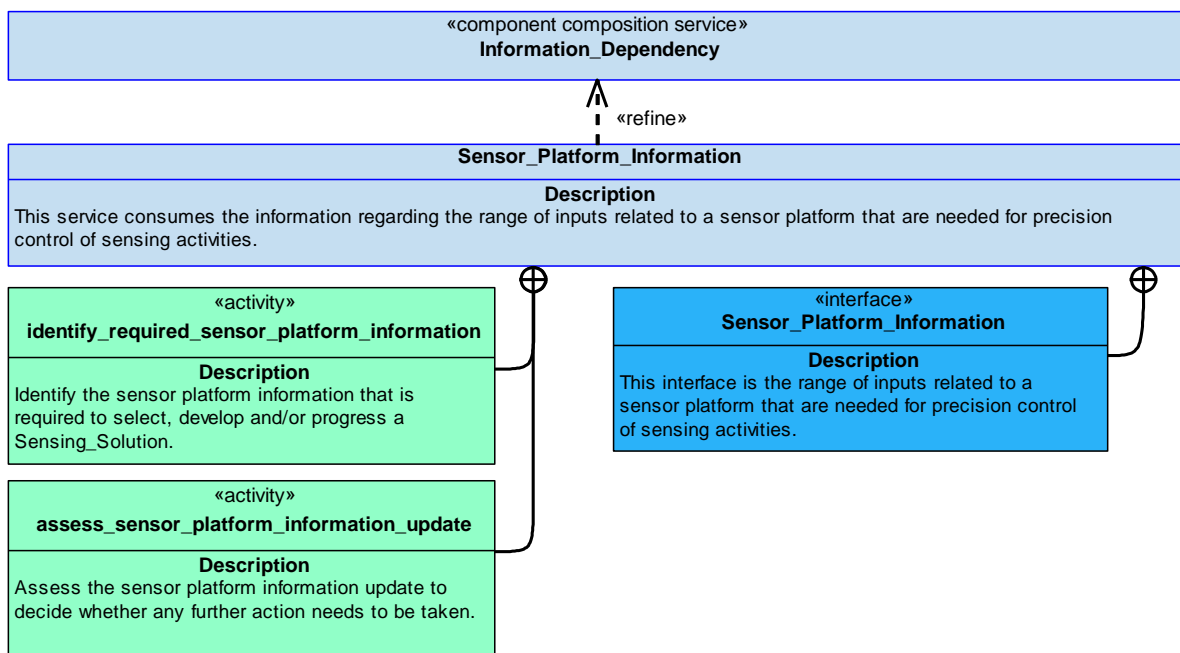 «component composition service»
Information_Dependency
«refine»
Sensor_Platform_Information
Description
This service consumes the information regarding the range of inputs related to a sensor platform that are needed for precision
control of sensing activities.
«activity»
identify_required_sensor_platform_information
Description
Identify the sensor platform information that is
required to select, develop and/or progress a
Sensing_Solution.
«interface»
Sensor_Platform_Information
Description
This interface is the range of inputs related to a
sensor platform that are needed for precision control
of sensing activities.
«activity»
assess_sensor_platform_information_update
Description
Assess the sensor platform information update to
decide whether any further action needs to be taken.